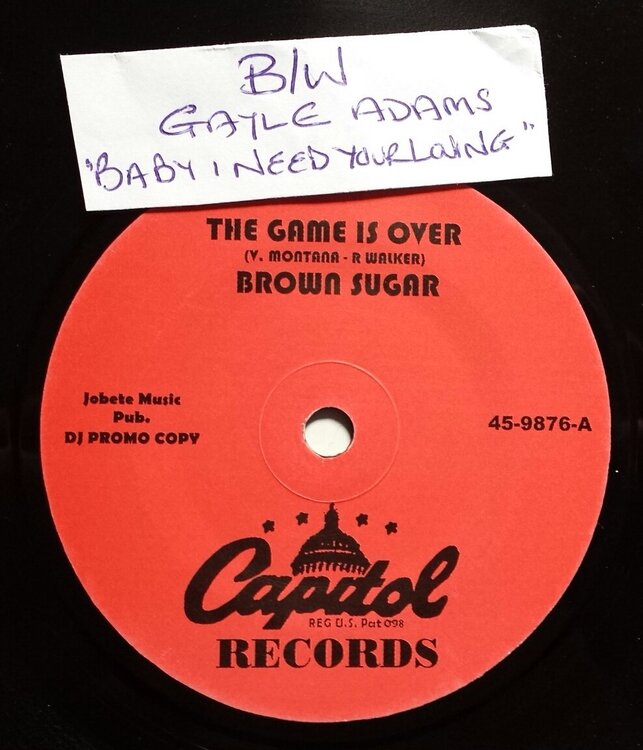 B/W
GAYLE ADAMS
"BABY I NEED YOUR LOVING"
THE GAME IS OVER
(V. MONTANA - R WALKER)
BROWN SUGAR
Jobete Music
Pub.
DJ PROMO COPY
45-9876-A
Capitol
REG U.S. Pat 098
RECORDS